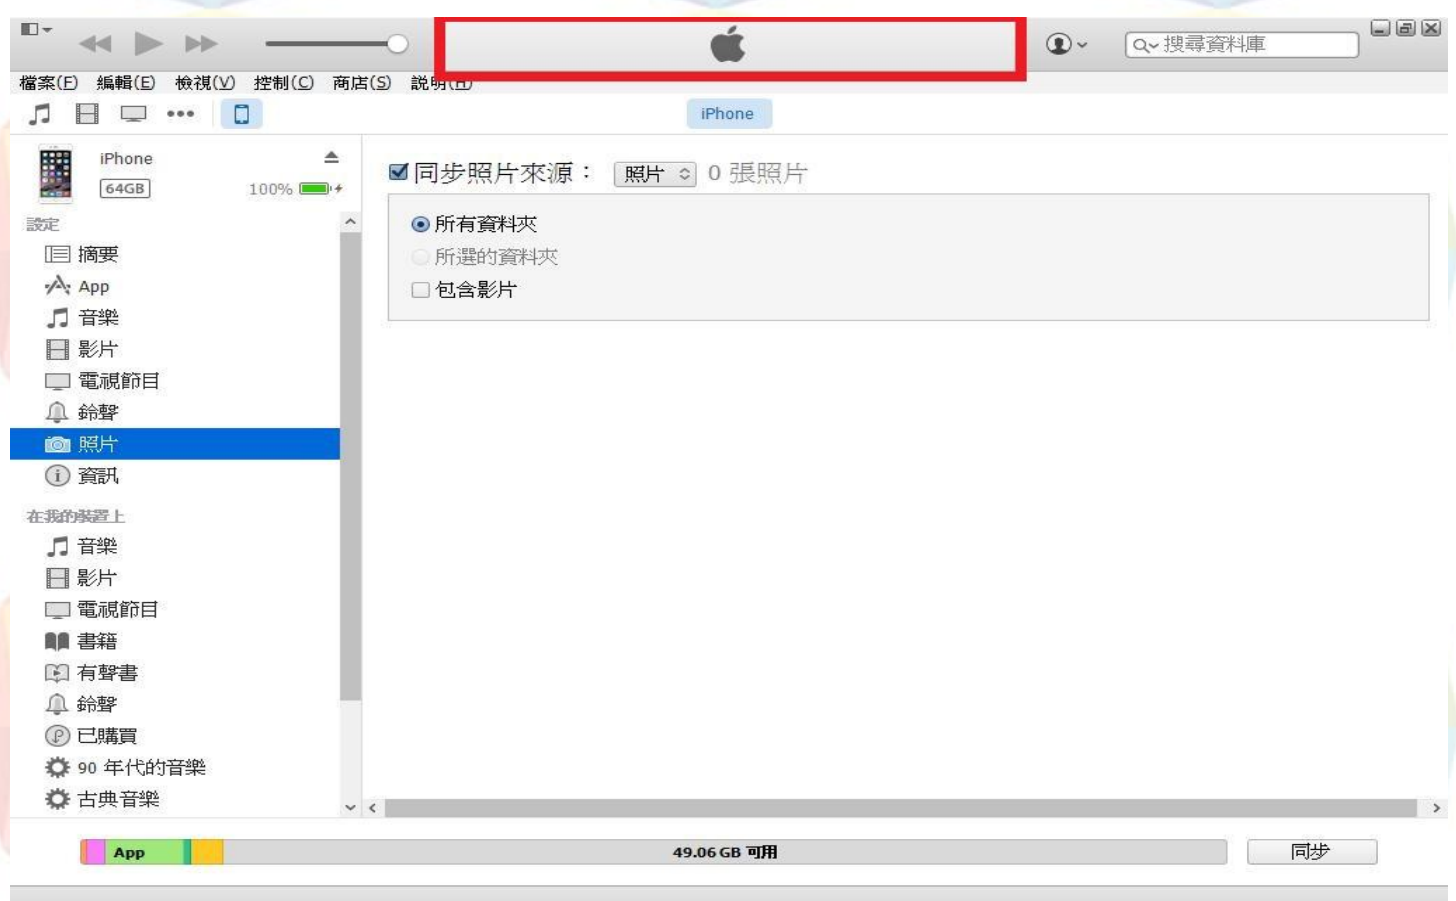 搜尋資料庫
檔案(F) 編輯(E) 檢視(V) 控制(C) 商店(S) 説明(H)
iPhone
iPhone
64GB 100%
同步照片來源： 照片 0 張照片
所有資料夾
所選的資料夾
包含影片
設定
摘要
App
音樂
影片
電視節目
鈴聲
照片
資訊
在我的裝置上
音樂
影片
電視節目
書籍
有聲書
鈴聲
已購買
90 年代的音樂
古典音樂
App 49.06 GB 可用 同步